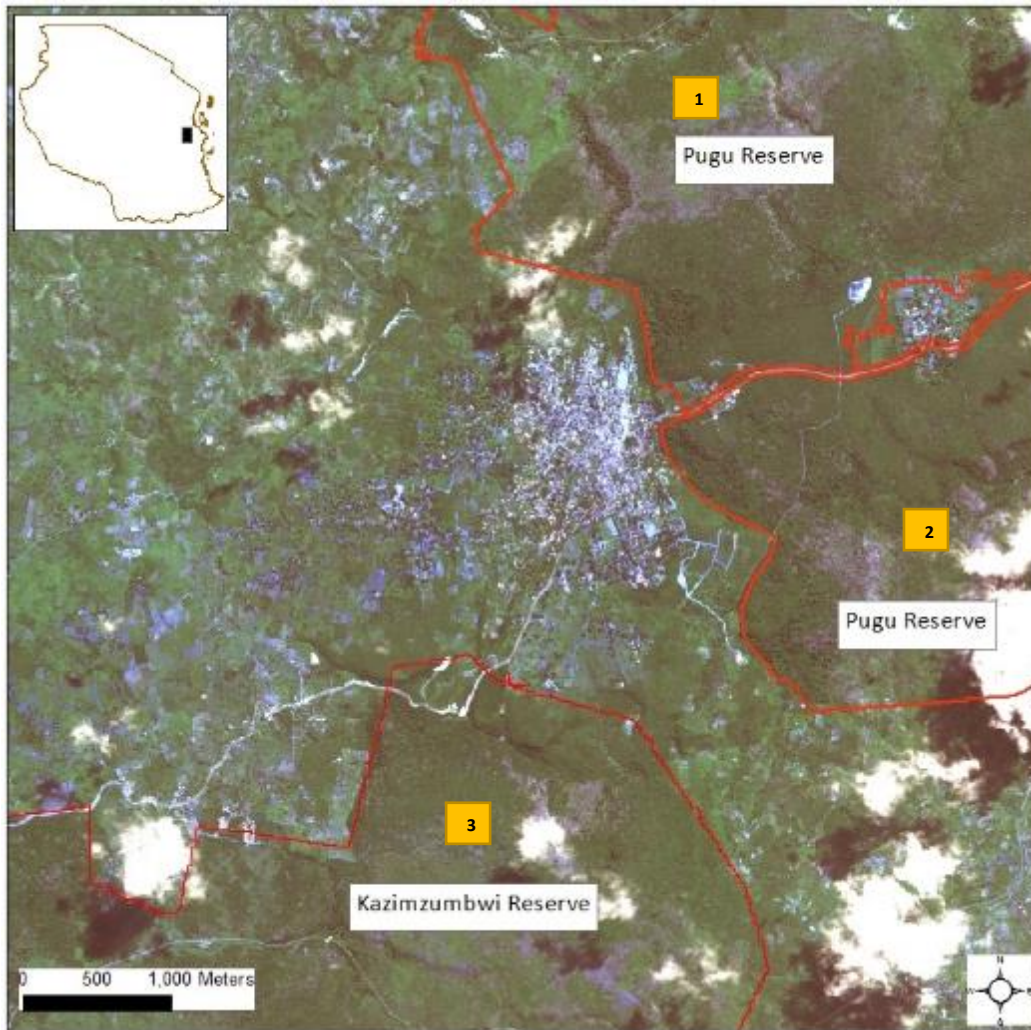 1
Pugu Reserve
2
Pugu Reserve
3
Kazimzumbwi Reserve
0 500 1,000 Meters
N
W E
S